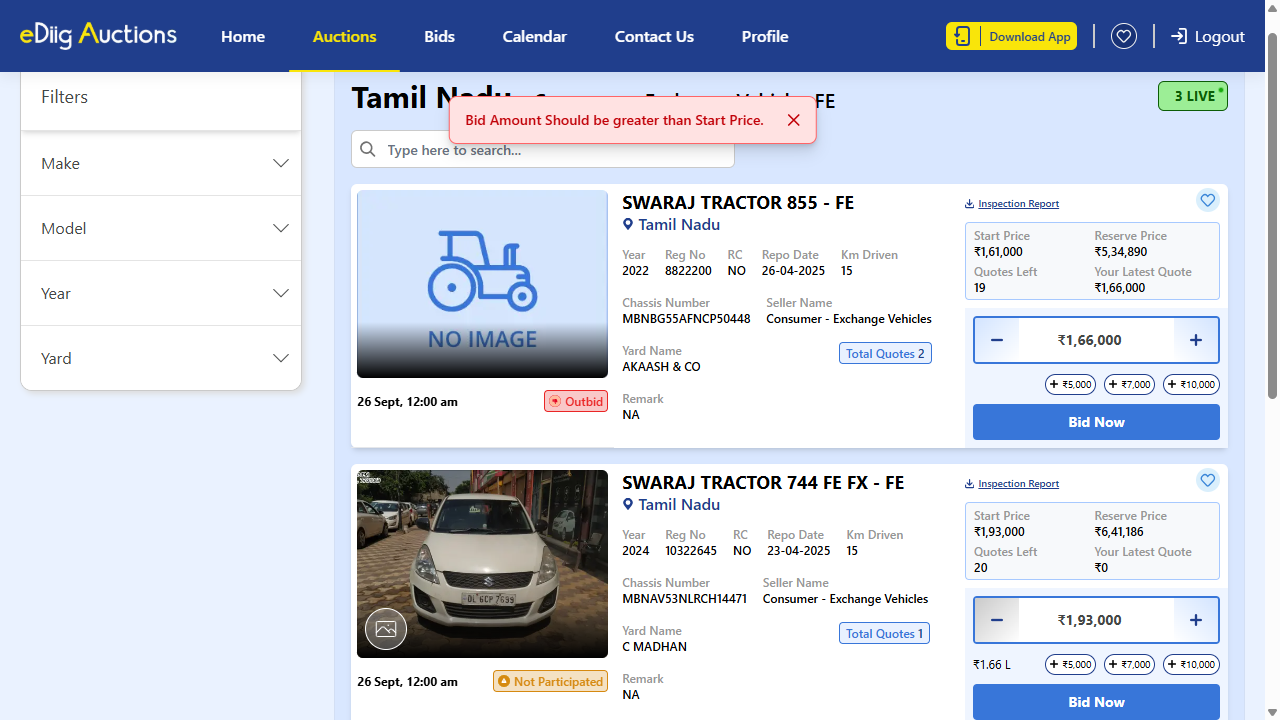 eDiig Auctions
Home
Auctions
Bids
Calendar
Contact Us
Profile
Download App
Logout
Filters
Make
Model
Year
Yard
Tamil Nadu
FE
3 LIVE
Bid Amount Should be greater than Start Price.
Type here to search...
NO IMAGE
26 Sept, 12:00 am
Outbid
SWARAJ TRACTOR 855 - FE
Tamil Nadu
Year Reg No RC Repo Date Km Driven
2022 8822200 NO 26-04-2025 15
Chassis Number Seller Name
MBNBG55AFNCP50448 Consumer - Exchange Vehicles
Yard Name
AKAASH & CO
Total Quotes 2
Remark
NA
Inspection Report
Start Price Reserve Price
₹1,61,000 ₹5,34,890
Quotes Left Your Latest Quote
19 ₹1,66,000
− ₹1,66,000 +
+ ₹5,000 + ₹7,000 + ₹10,000
Bid Now
DL 6CP 7699
26 Sept, 12:00 am
Not Participated
SWARAJ TRACTOR 744 FE FX - FE
Tamil Nadu
Year Reg No RC Repo Date Km Driven
2024 10322645 NO 23-04-2025 15
Chassis Number Seller Name
MBNAV53NLRCH14471 Consumer - Exchange Vehicles
Yard Name
C MADHAN
Total Quotes 1
Remark
NA
Inspection Report
Start Price Reserve Price
₹1,93,000 ₹6,41,186
Quotes Left Your Latest Quote
20 ₹0
− ₹1,93,000 +
₹1.66 L + ₹5,000 + ₹7,000 + ₹10,000
Bid Now